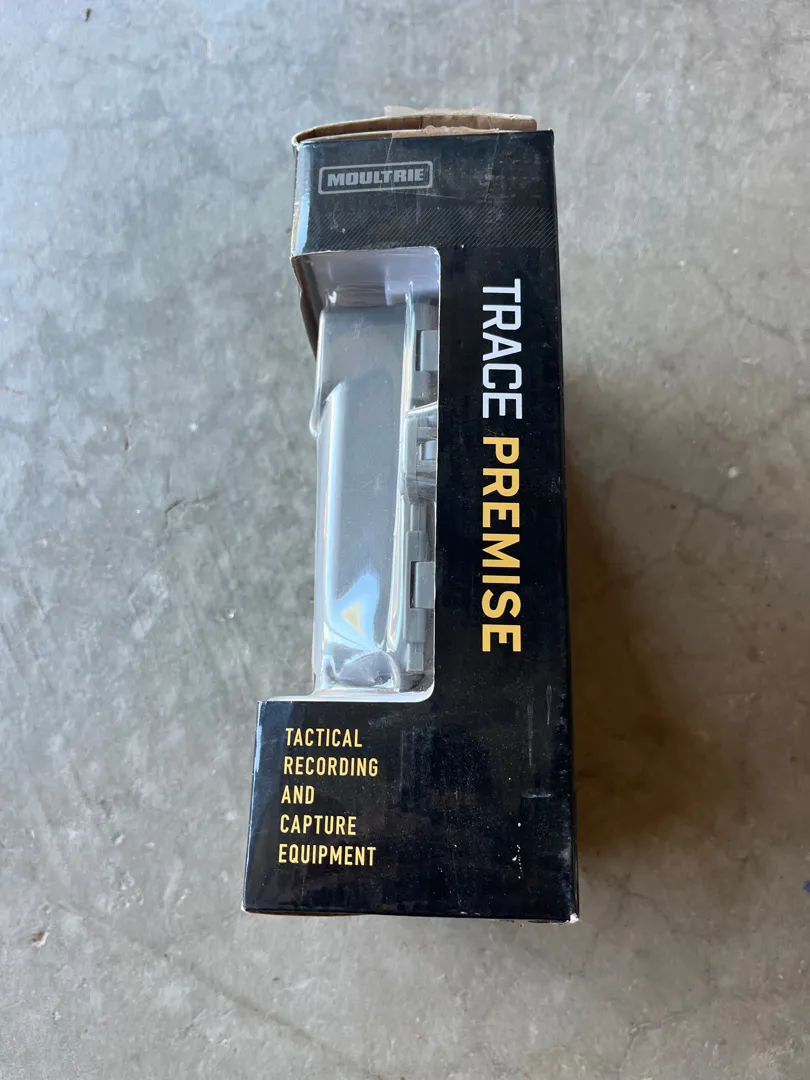 MOULTRIE
TRACE PREMISE
TACTICAL
RECORDING
AND
CAPTURE
EQUIPMENT